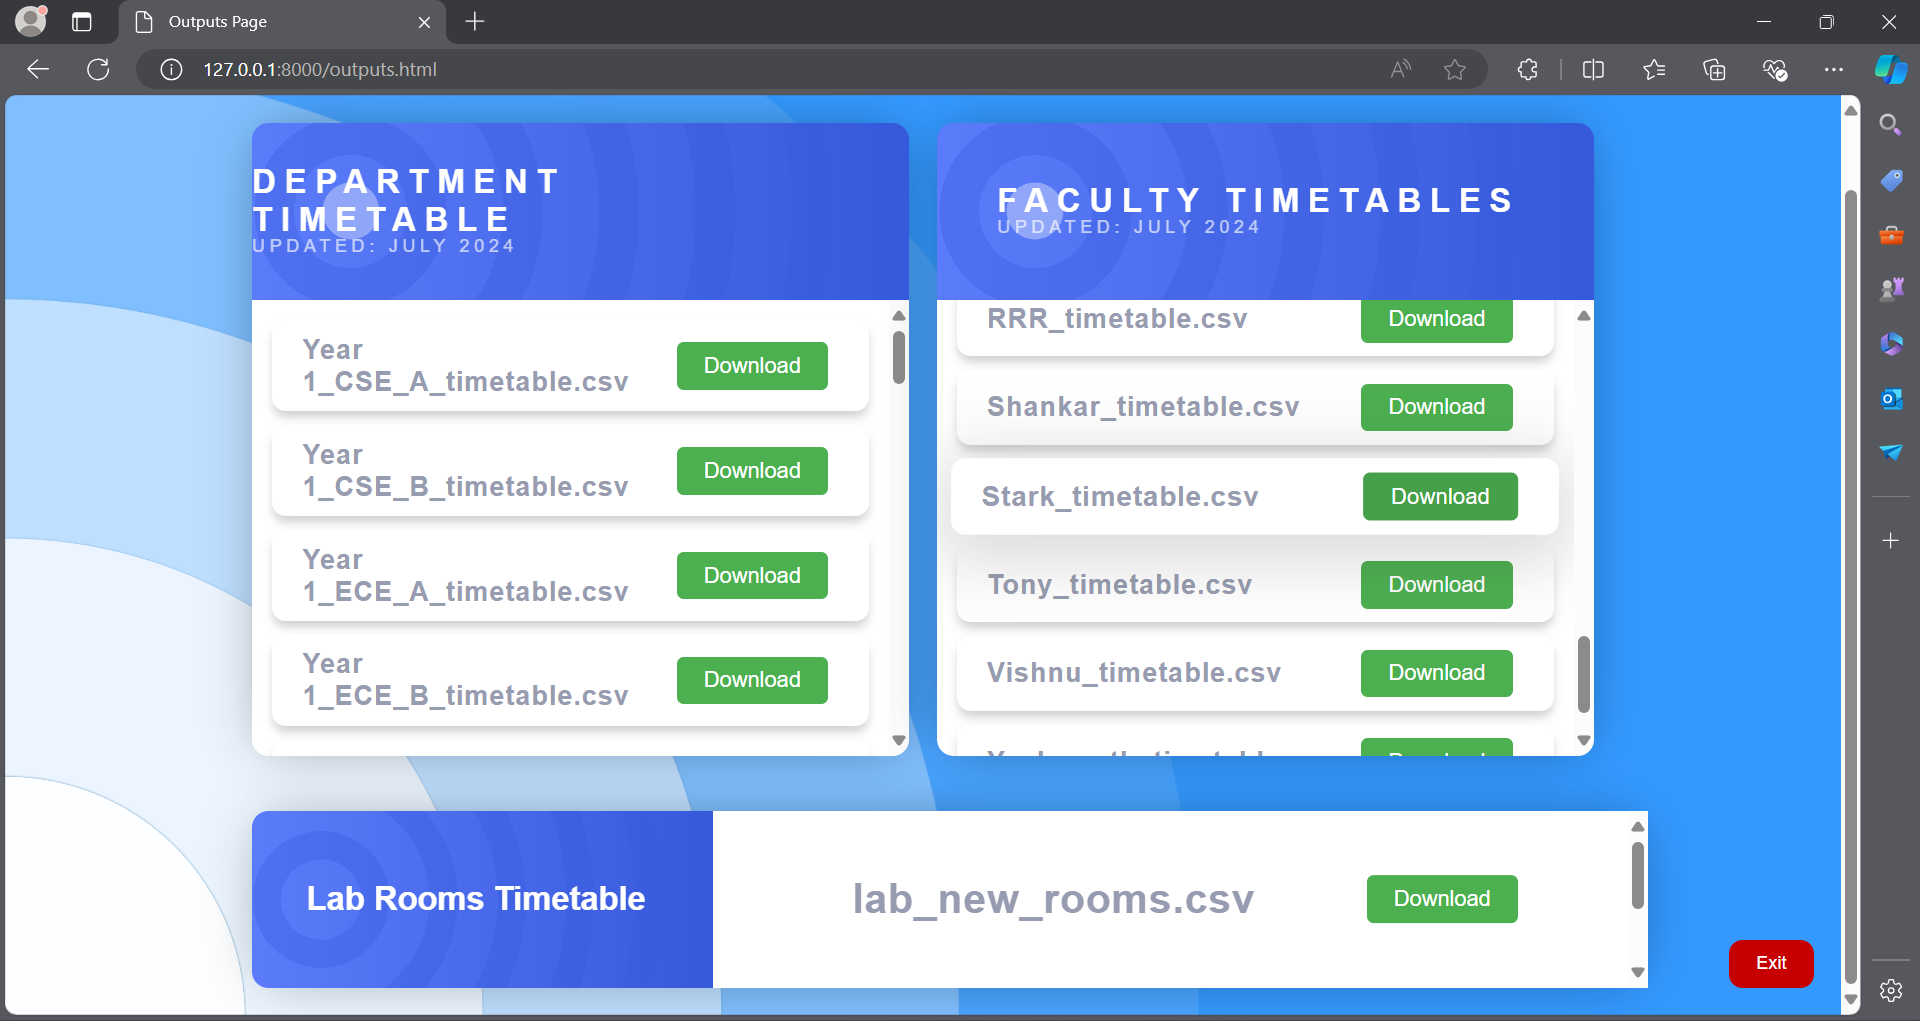 Outputs Page
127.0.0.1:8000/outputs.html
DEPARTMENT
TIMETABLE
UPDATED: JULY 2024
Year
1_CSE_A_timetable.csv
Download
Year
1_CSE_B_timetable.csv
Download
Year
1_ECE_A_timetable.csv
Download
Year
1_ECE_B_timetable.csv
Download
FACULTY TIMETABLES
UPDATED: JULY 2024
RRR_timetable.csv
Download
Shankar_timetable.csv
Download
Stark_timetable.csv
Download
Tony_timetable.csv
Download
Vishnu_timetable.csv
Download
Download
Lab Rooms Timetable
lab_new_rooms.csv
Download
Exit